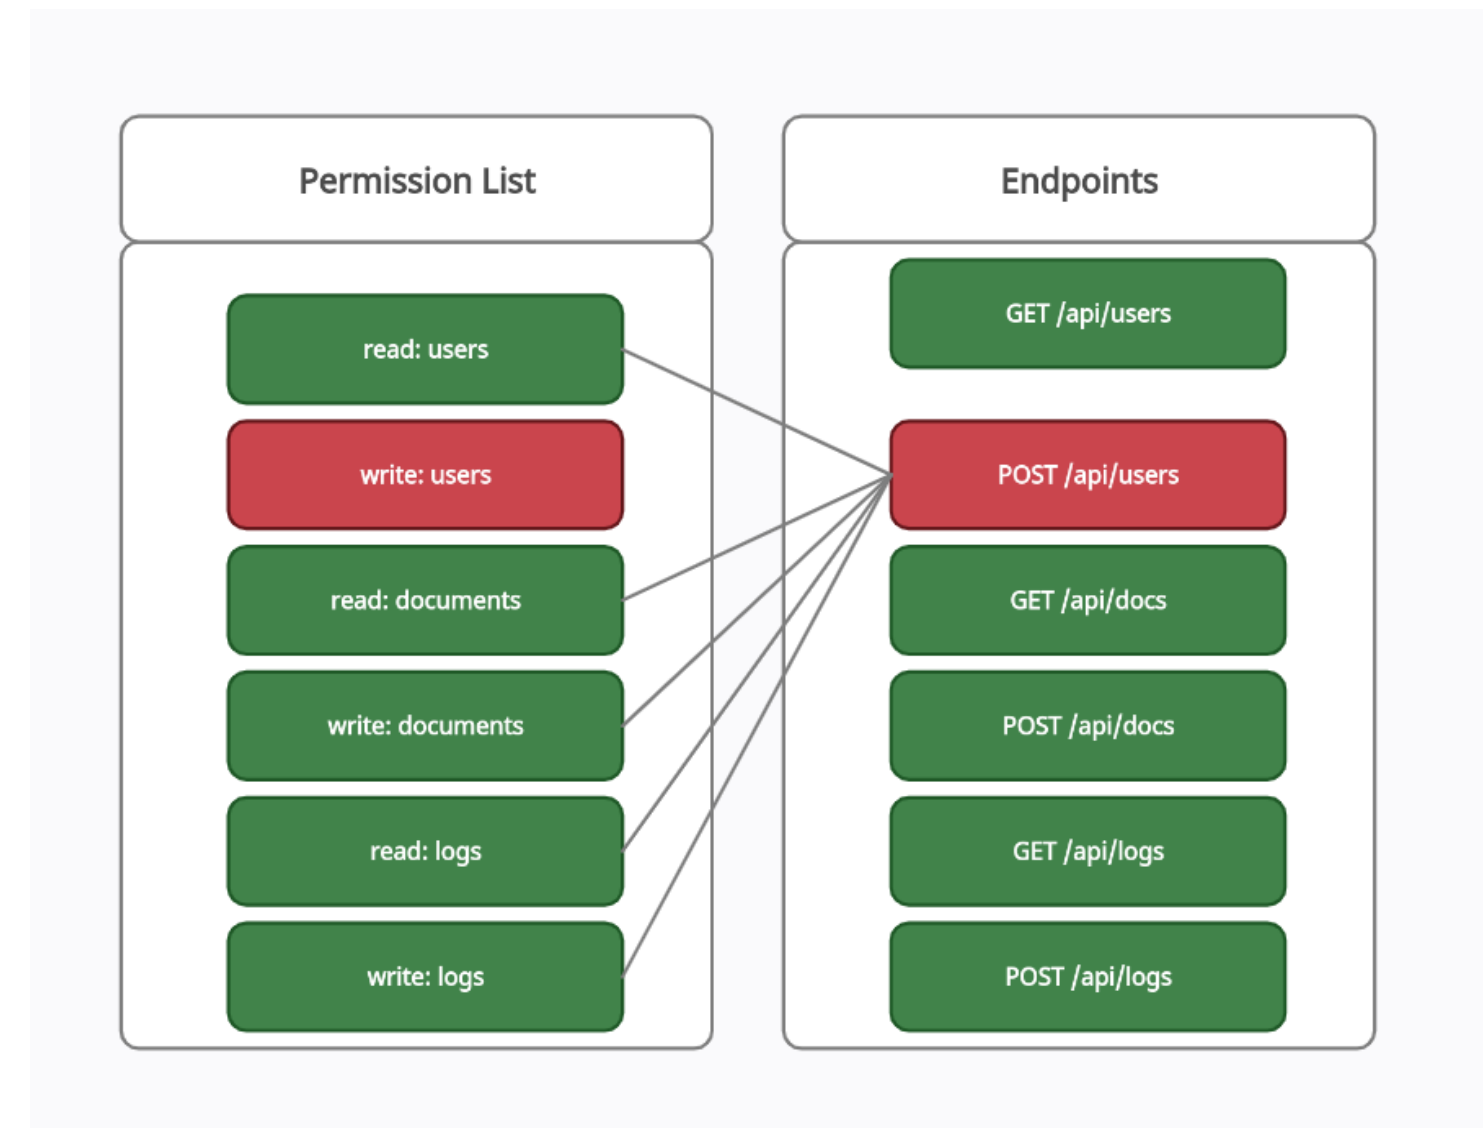 Permission List
read: users
write: users
read: documents
write: documents
read: logs
write: logs
Endpoints
GET /api/users
POST /api/users
GET /api/docs
POST /api/docs
GET /api/logs
POST /api/logs